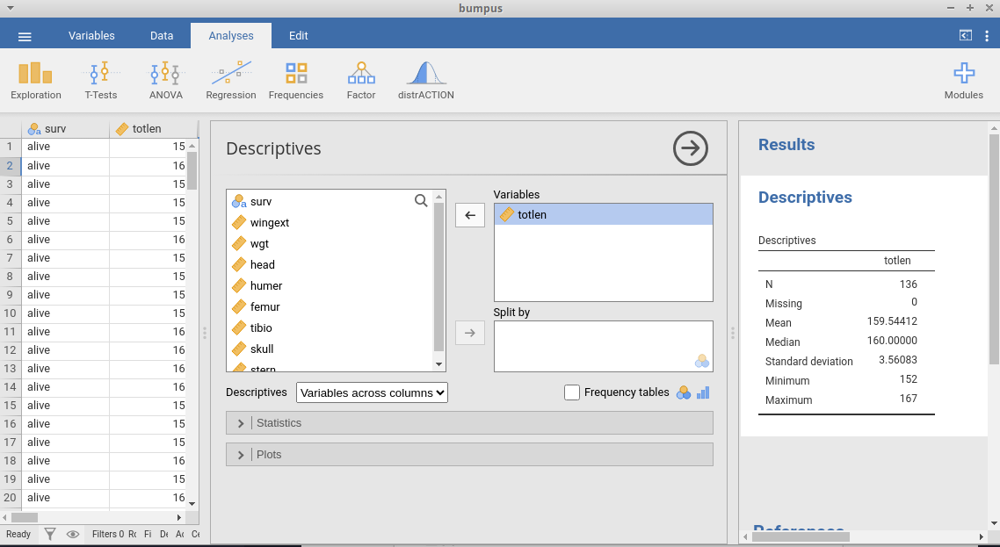 bumpus
Variables Data Analyses Edit
Exploration T-Tests ANOVA Regression Frequencies Factor distrACTION Modules
surv totlen
1 alive 15
2 alive 16
3 alive 15
4 alive 15
5 alive 15
6 alive 16
7 alive 15
8 alive 15
9 alive 15
10 alive 15
11 alive 16
12 alive 16
13 alive 16
14 alive 16
15 alive 15
16 alive 15
17 alive 15
18 alive 16
19 alive 15
20 alive 16
Ready Filters 0 Rc Fi De Ac Ce
Descriptives
surv
wingext
wgt
head
humer
femur
tibio
skull
stern
Variables
totlen
Split by
Descriptives Variables across columns Frequency tables
Statistics
Plots
Results
Descriptives
Descriptives
totlen
N 136
Missing 0
Mean 159.54412
Median 160.00000
Standard deviation 3.56083
Minimum 152
Maximum 167
References